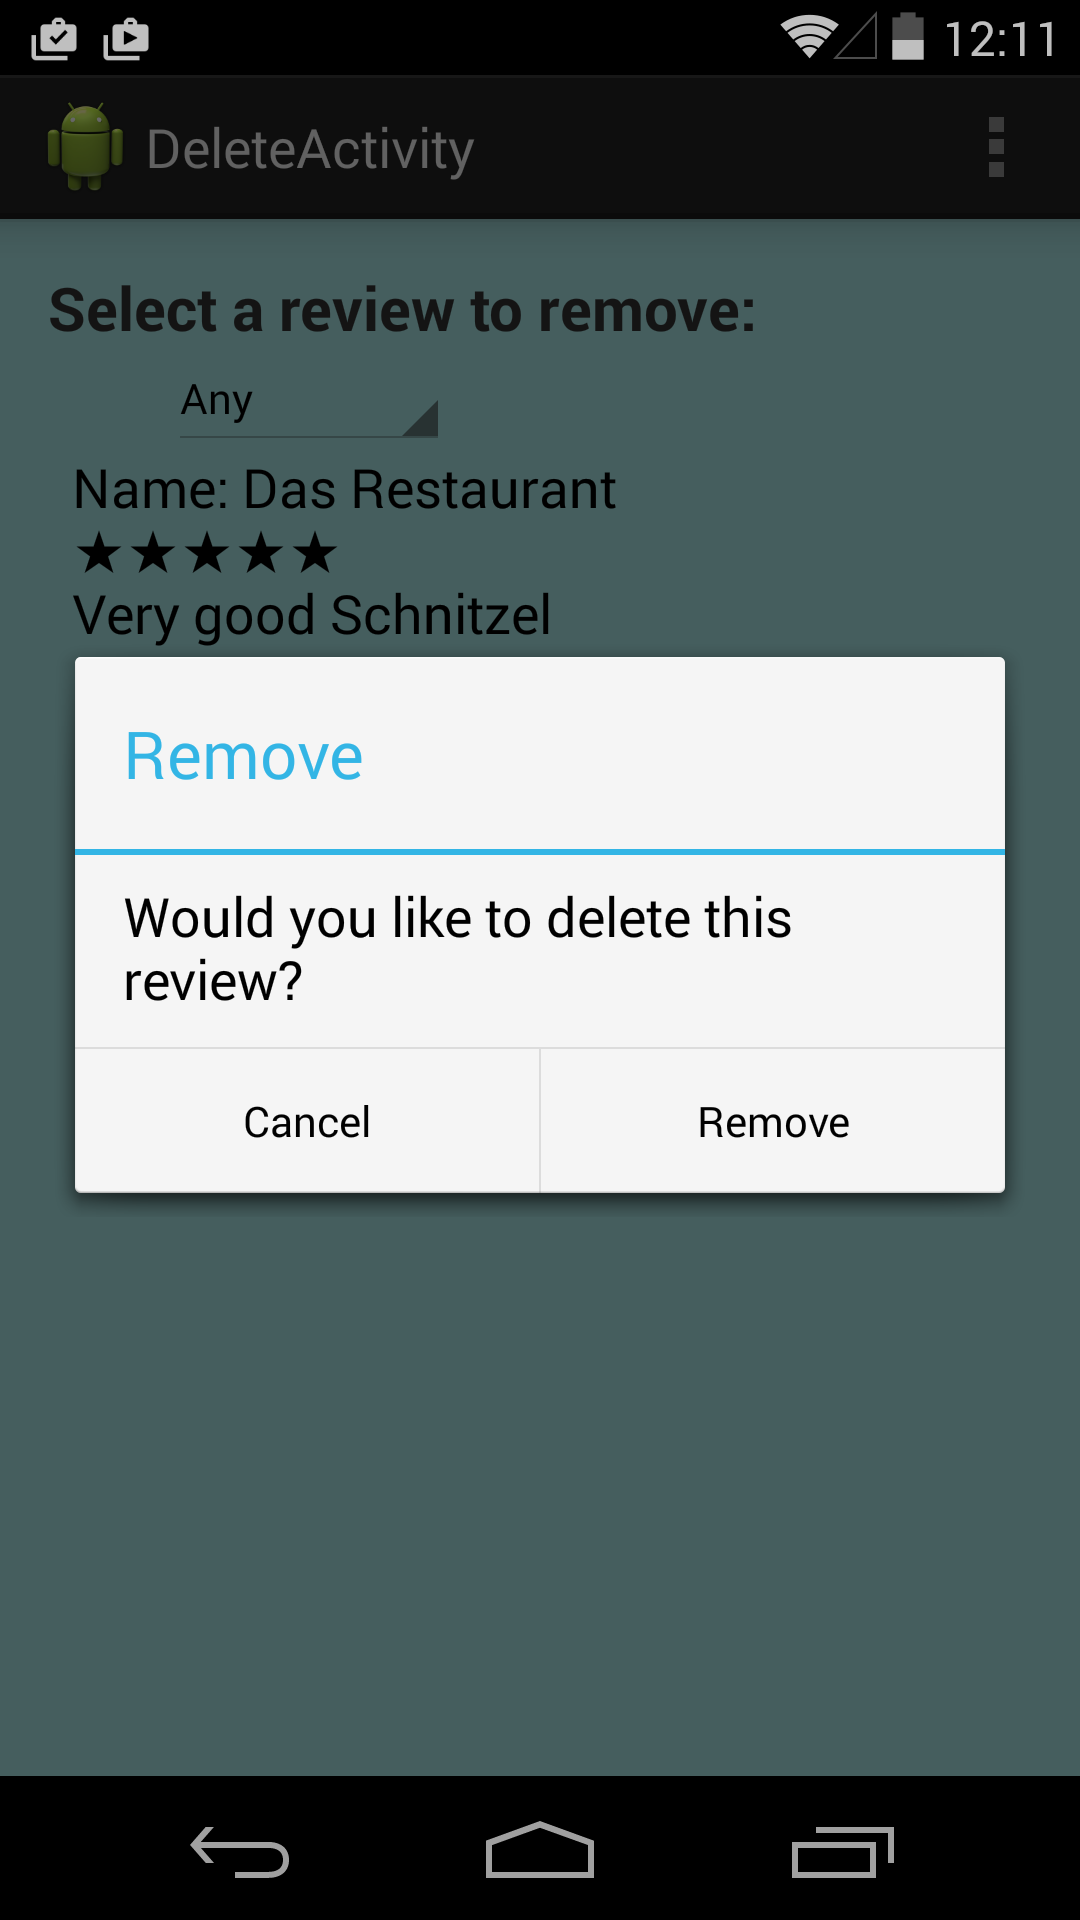 12:11
DeleteActivity
Select a review to remove:
Any
Name: Das Restaurant
★★★★★
Very good Schnitzel
Remove
Would you like to delete this
review?
Cancel Remove